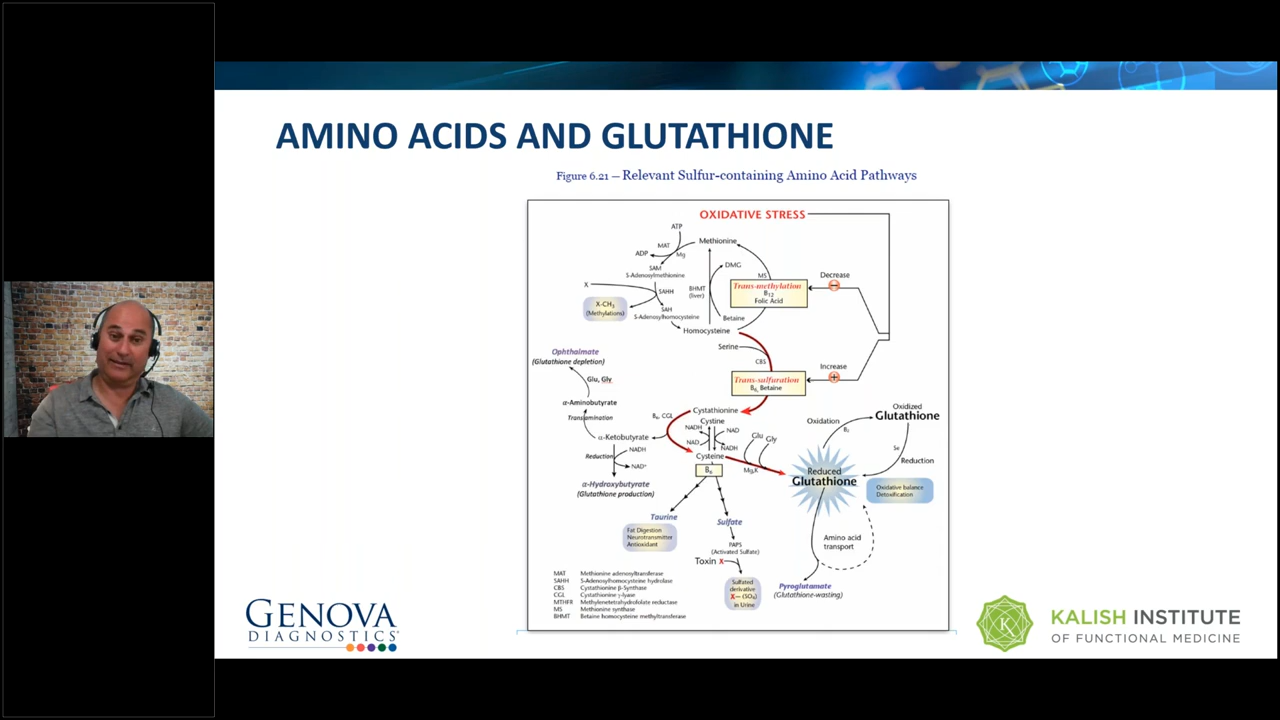 AMINO ACIDS AND GLUTATHIONE
Figure 6.21 — Relevant Sulfur-containing Amino Acid Pathways
OXIDATIVE STRESS
ATP
Methionine
MAT
ADP
Mg
SAM
S-Adenosylmethionine
DMG
MS
Decrease
X
SAHH
BHMT
(liver)
Trans-methylation
B12
Folic Acid
X-CH3
(Methylations)
SAH
S-Adenosylhomocysteine
Betaine
Homocysteine
Serine
CBS
Ophthalmate
(Glutathione depletion)
Increase
Glu, Gly
Trans-sulfuration
B6, Betaine
α-Aminobutyrate
Transamination
B6, CGL
Cystathionine
Cystine
NADH
NAD
NAD
NADH
Oxidized
Glutathione
Oxidation
B2
α-Ketobutyrate
Glu
Gly
Reduction
NADH
NAD+
Cysteine
B6
Mg,K
Se
Reduction
Reduced
Glutathione
α-Hydroxybutyrate
(Glutathione production)
Oxidative balance
Detoxification
Taurine
Sulfate
Fat Digestion
Neurotransmitter
Antioxidant
PAPS
(Activated Sulfate)
Amino acid
transport
Toxin X
Sulfated
derivative
X—(SO4)
in Urine
Pyroglutamate
(Glutathione-wasting)
MAT Methionine adenosyltransferase
SAHH S-Adenosylhomocysteine hydrolase
CBS Cystathionine β-Synthase
CGL Cystathionine γ-lyase
MTHFR Methylenetetrahydrofolate reductase
MS Methionine synthase
BHMT Betaine homocysteine methyltransferase
GENOVA
DIAGNOSTICS
K
KALISH INSTITUTE
OF FUNCTIONAL MEDICINE